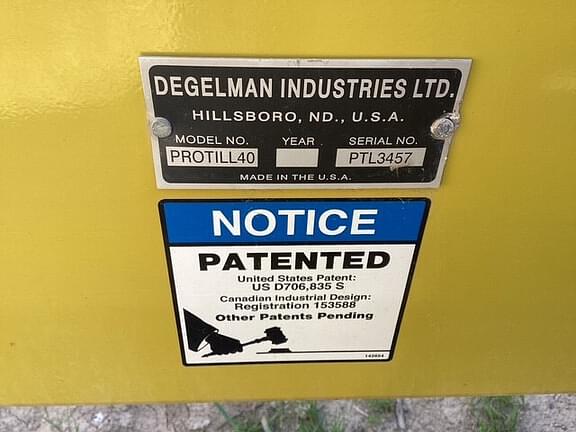 DEGELMAN INDUSTRIES LTD.
HILLSBORO, ND., U.S.A.
MODEL NO. YEAR SERIAL NO.
PROTILL40 PTL3457
MADE IN THE U.S.A.
NOTICE
PATENTED
United States Patent:
US D706,835 S
Canadian Industrial Design:
Registration 153588
Other Patents Pending